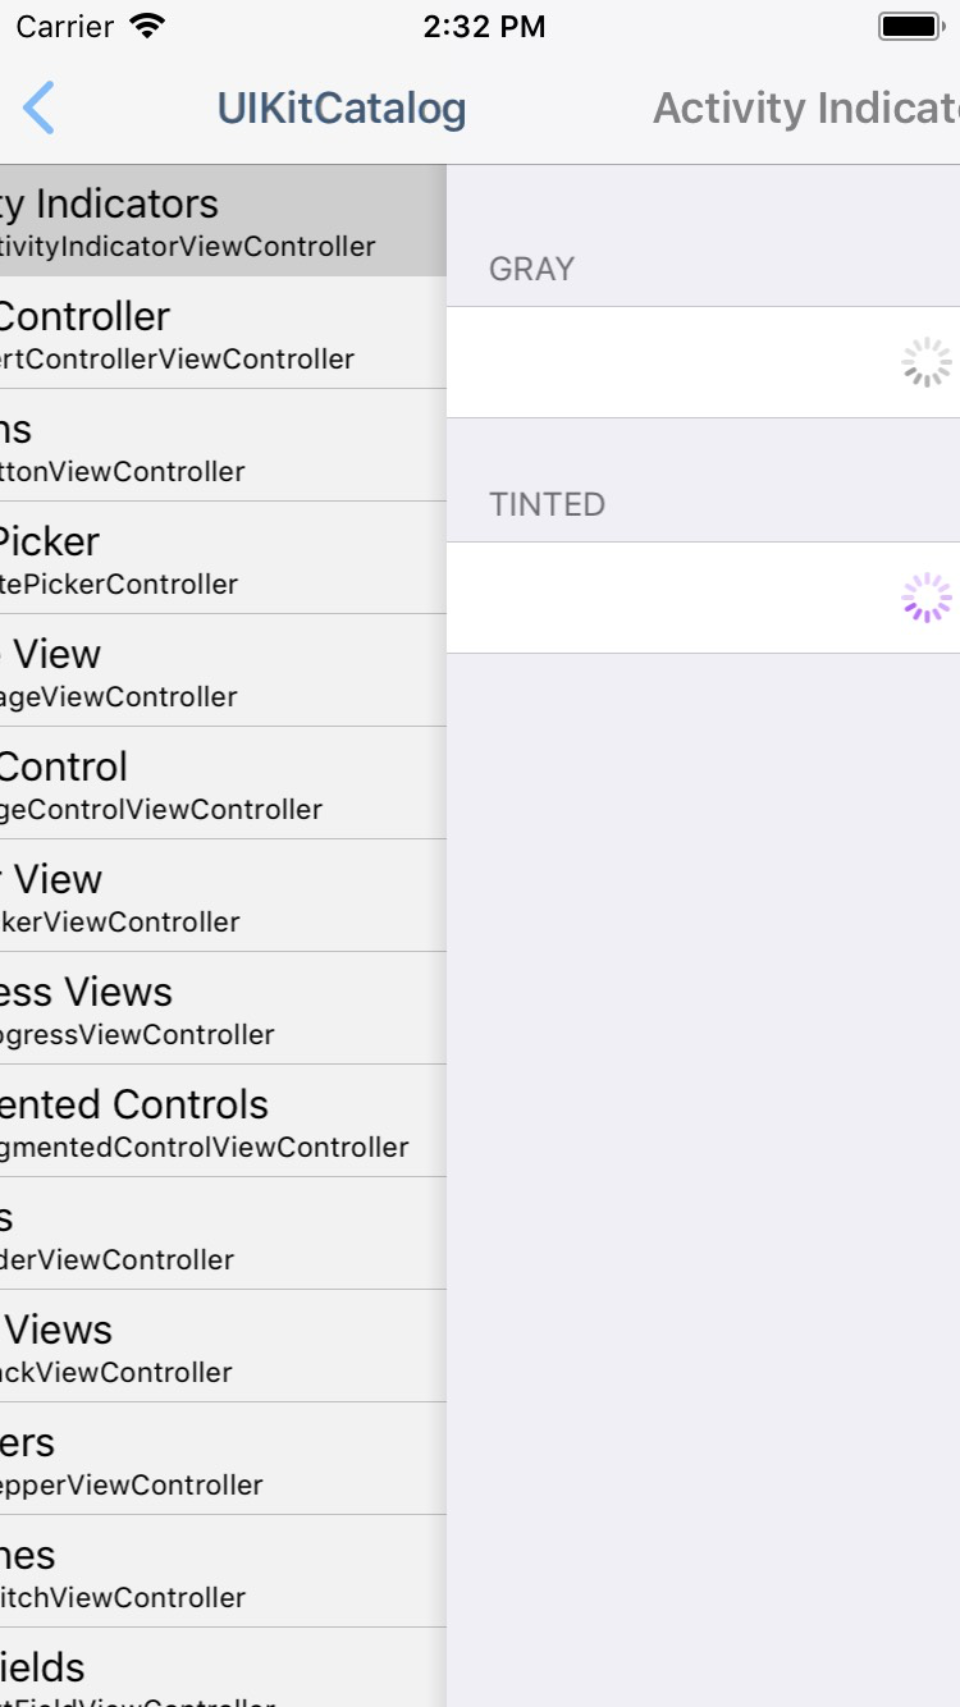 Carrier 2:32 PM
UIKitCatalog Activity Indicat
ty Indicators
tivityIndicatorViewController
Controller
ertControllerViewController
ns
ttonViewController
Picker
tePickerController
View
ageViewController
Control
geControlViewController
r View
kerViewController
ess Views
ogressViewController
ented Controls
gmentedControlViewController
s
derViewController
Views
ackViewController
ers
epperViewController
hes
itchViewController
ields
xtFieldViewController
GRAY
TINTED